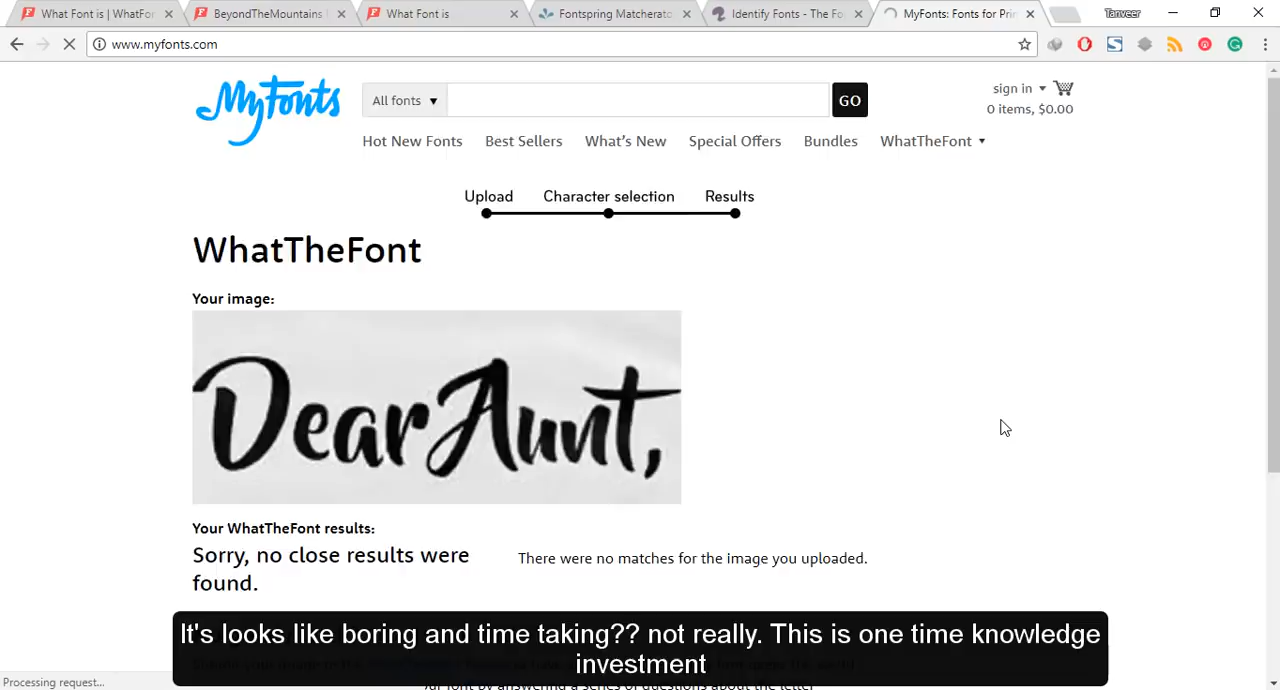 What Font is | WhatFon
BeyondTheMountains
What Font is
Fontspring Matcherato
Identify Fonts - The Fo
MyFonts: Fonts for Prin
Tanveer
www.myfonts.com
MyFonts
All fonts ▼
GO
sign in ▼
0 items, $0.00
Hot New Fonts Best Sellers What's New Special Offers Bundles WhatTheFont ▼
Upload Character selection Results
WhatTheFont
Your image:
Dear Aunt,
Your WhatTheFont results:
Sorry, no close results were
found.
There were no matches for the image you uploaded.
It's looks like boring and time taking?? not really. This is one time knowledge
investment
Processing request...